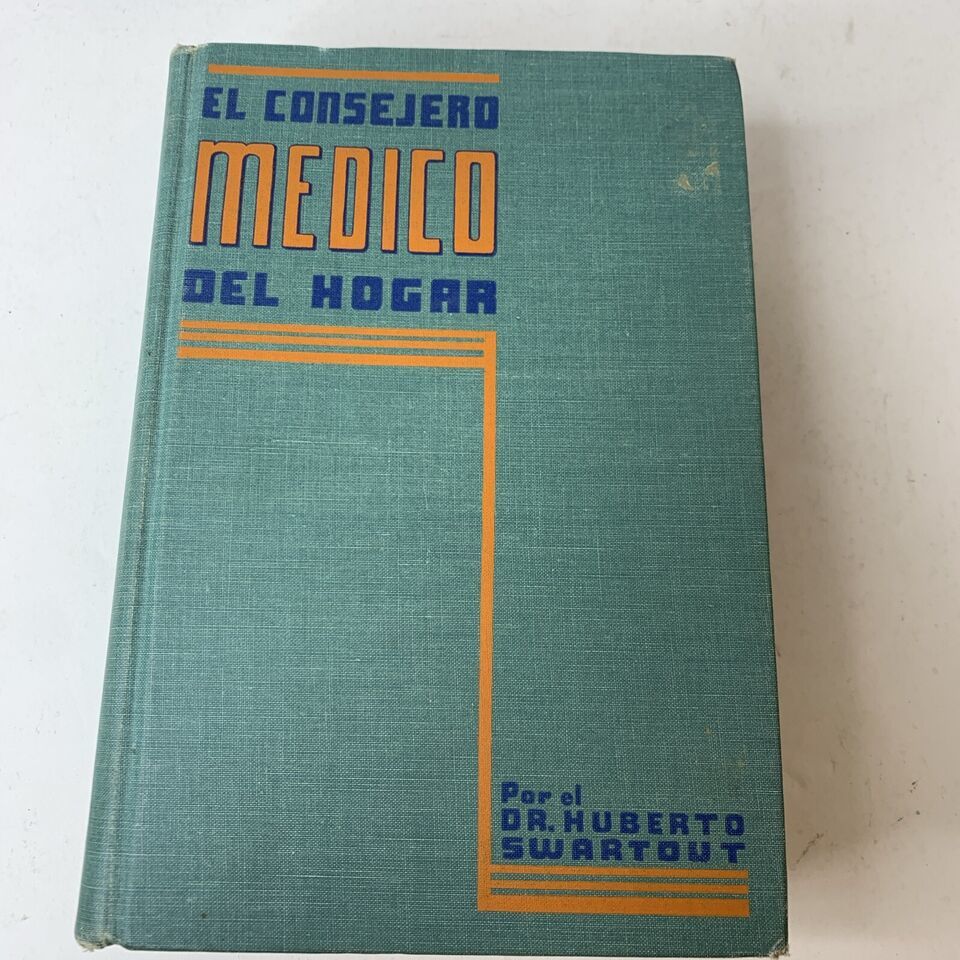 EL CONSEJERO
MEDICO
DEL HOGAR
Por el
DR. HUBERTO
SWARTOUT